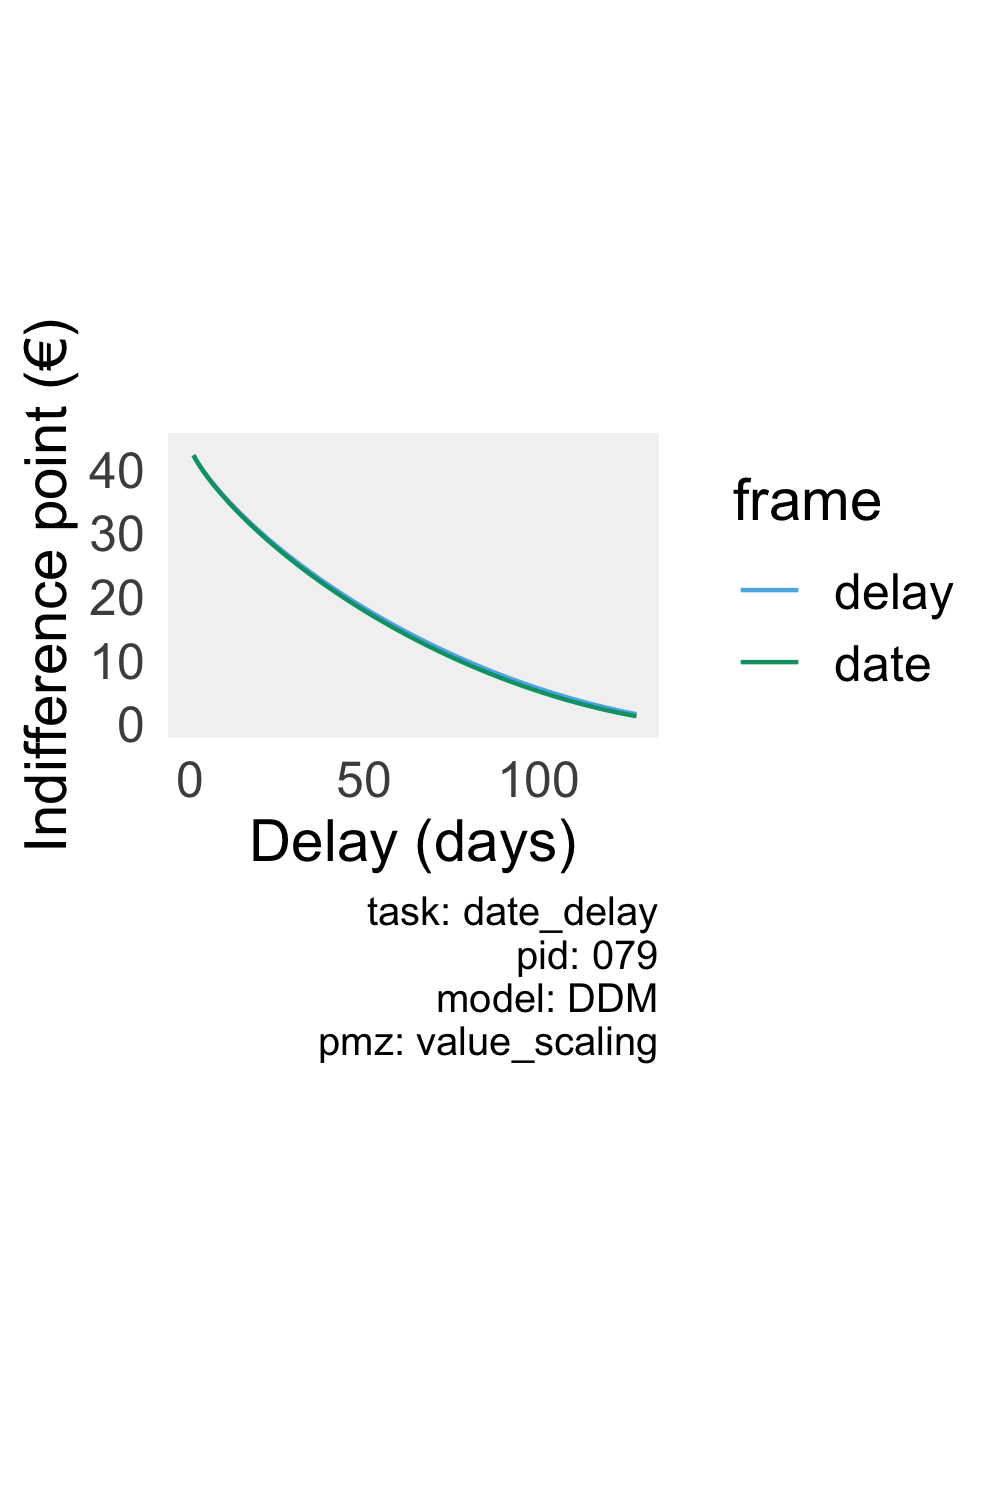 Indifference point (€)
40
30
20
10
0
0 50 100
Delay (days)
frame
delay
date
task: date_delay
pid: 079
model: DDM
pmz: value_scaling